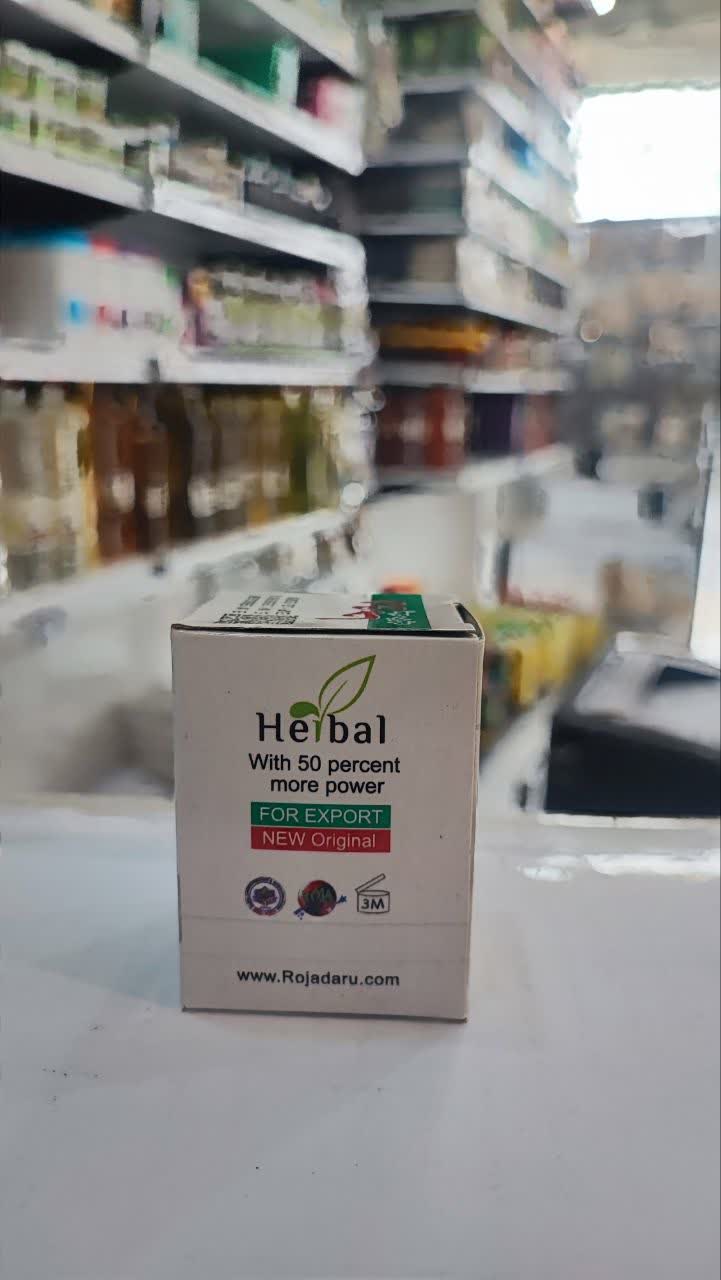 Herbal
With 50 percent
more power
FOR EXPORT
NEW Original
3M
www.Rojadaru.com